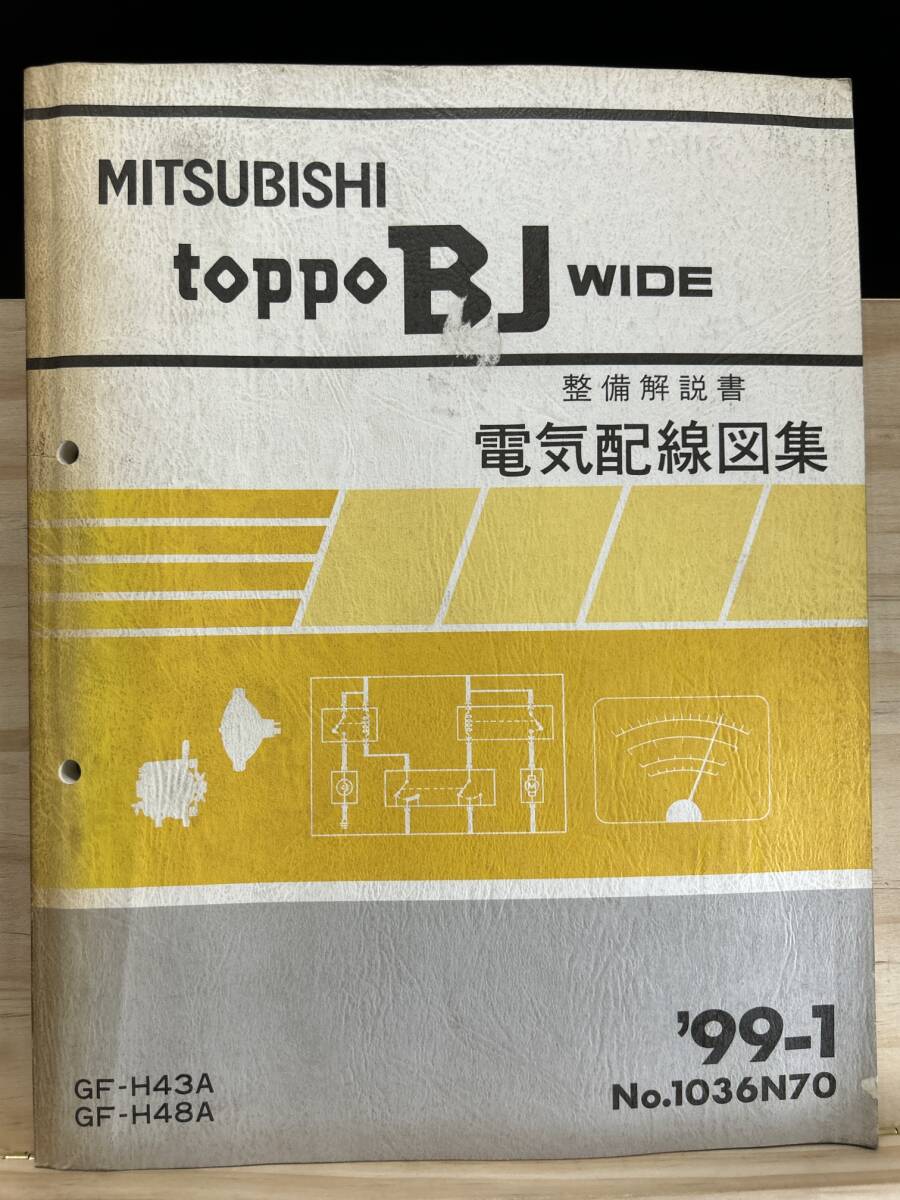 MITSUBISHI
toppo BJ WIDE
整備解説書
電気配線図集
M
'99-1
No.1036N70
GF-H43A
GF-H48A